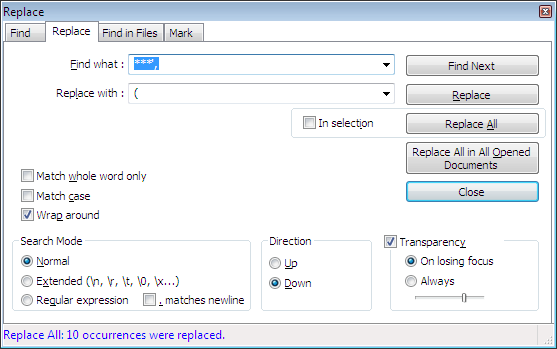 Replace
Find Replace Find in Files Mark
Find what : ***',
Find Next
Replace with : (
Replace
In selection
Replace All
Replace All in All Opened Documents
Match whole word only
Close
Match case
Wrap around
Search Mode
Normal
Extended (\n, \r, \t, \0, \x...)
Regular expression . matches newline
Direction
Up
Down
Transparency
On losing focus
Always
Replace All: 10 occurrences were replaced.